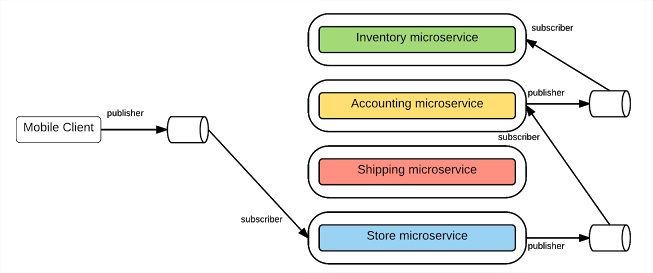 Inventory microservice
subscriber
Accounting microservice
publisher
publisher
Mobile Client
subscriber
Shipping microservice
subscriber
Store microservice
publisher